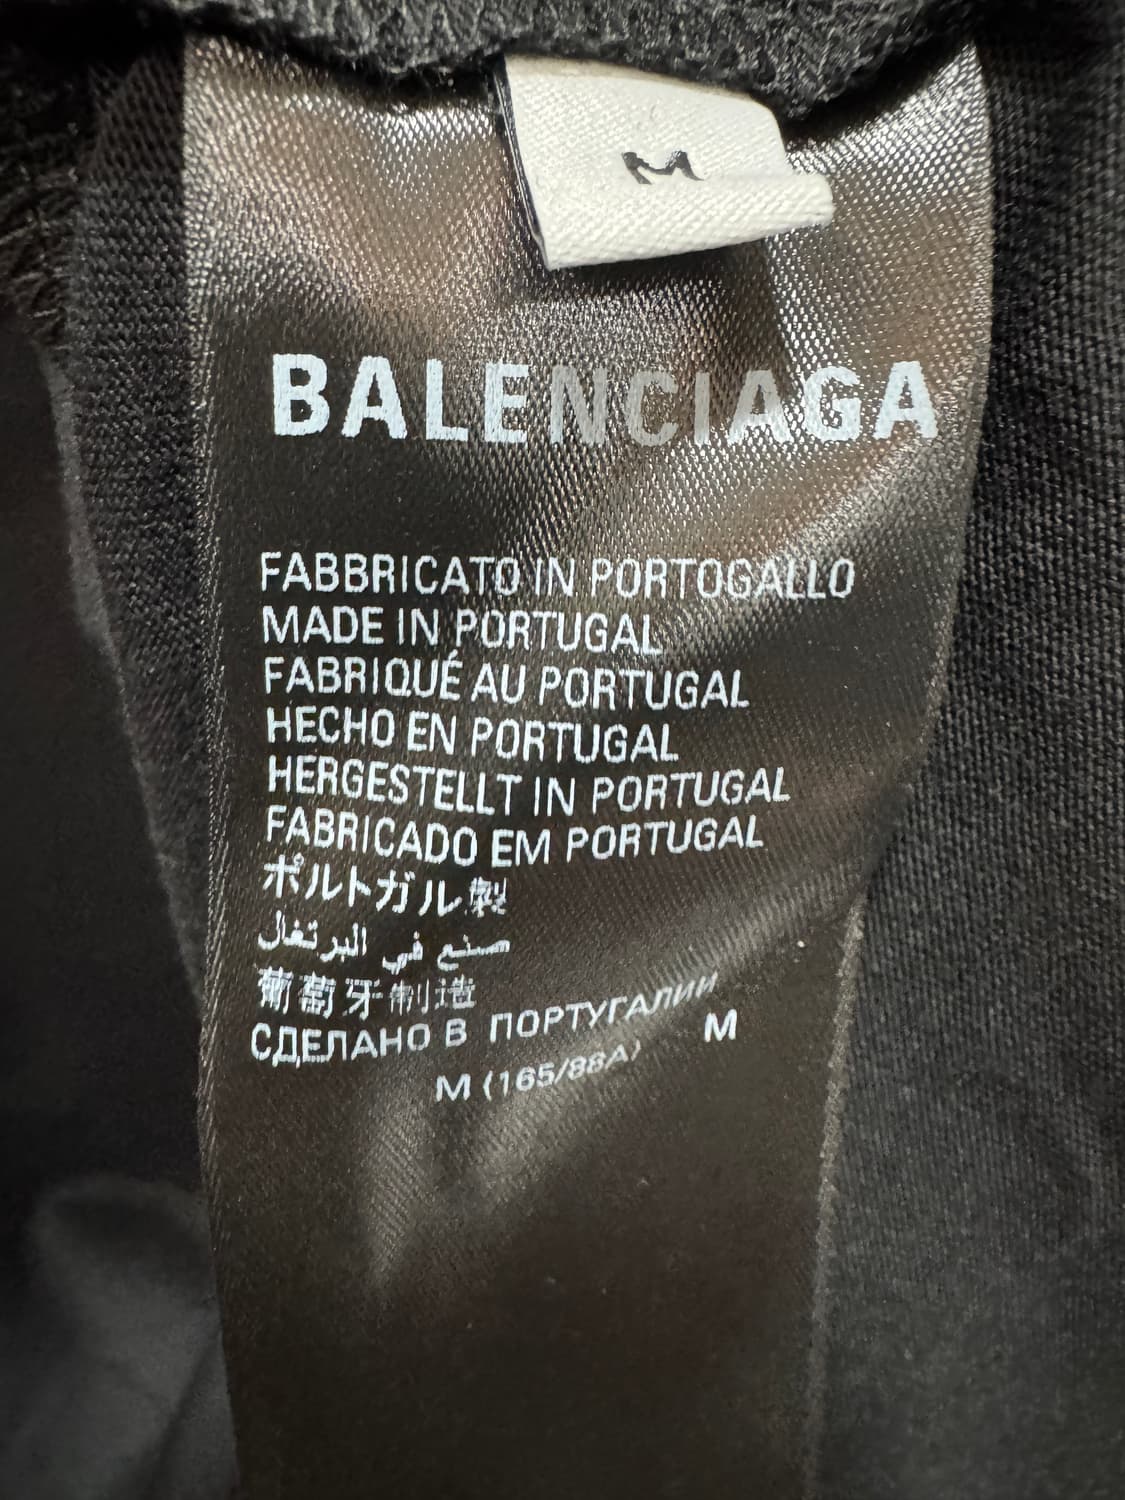 M
BALENCIAGA
FABBRICATO IN PORTOGALLO
MADE IN PORTUGAL
FABRIQUÉ AU PORTUGAL
HECHO EN PORTUGAL
HERGESTELLT IN PORTUGAL
FABRICADO EM PORTUGAL
ポルトガル製
صنع في البرتغال
葡萄牙制造
СДЕЛАНО В ПОРТУГАЛИИ
M (165/88A) M